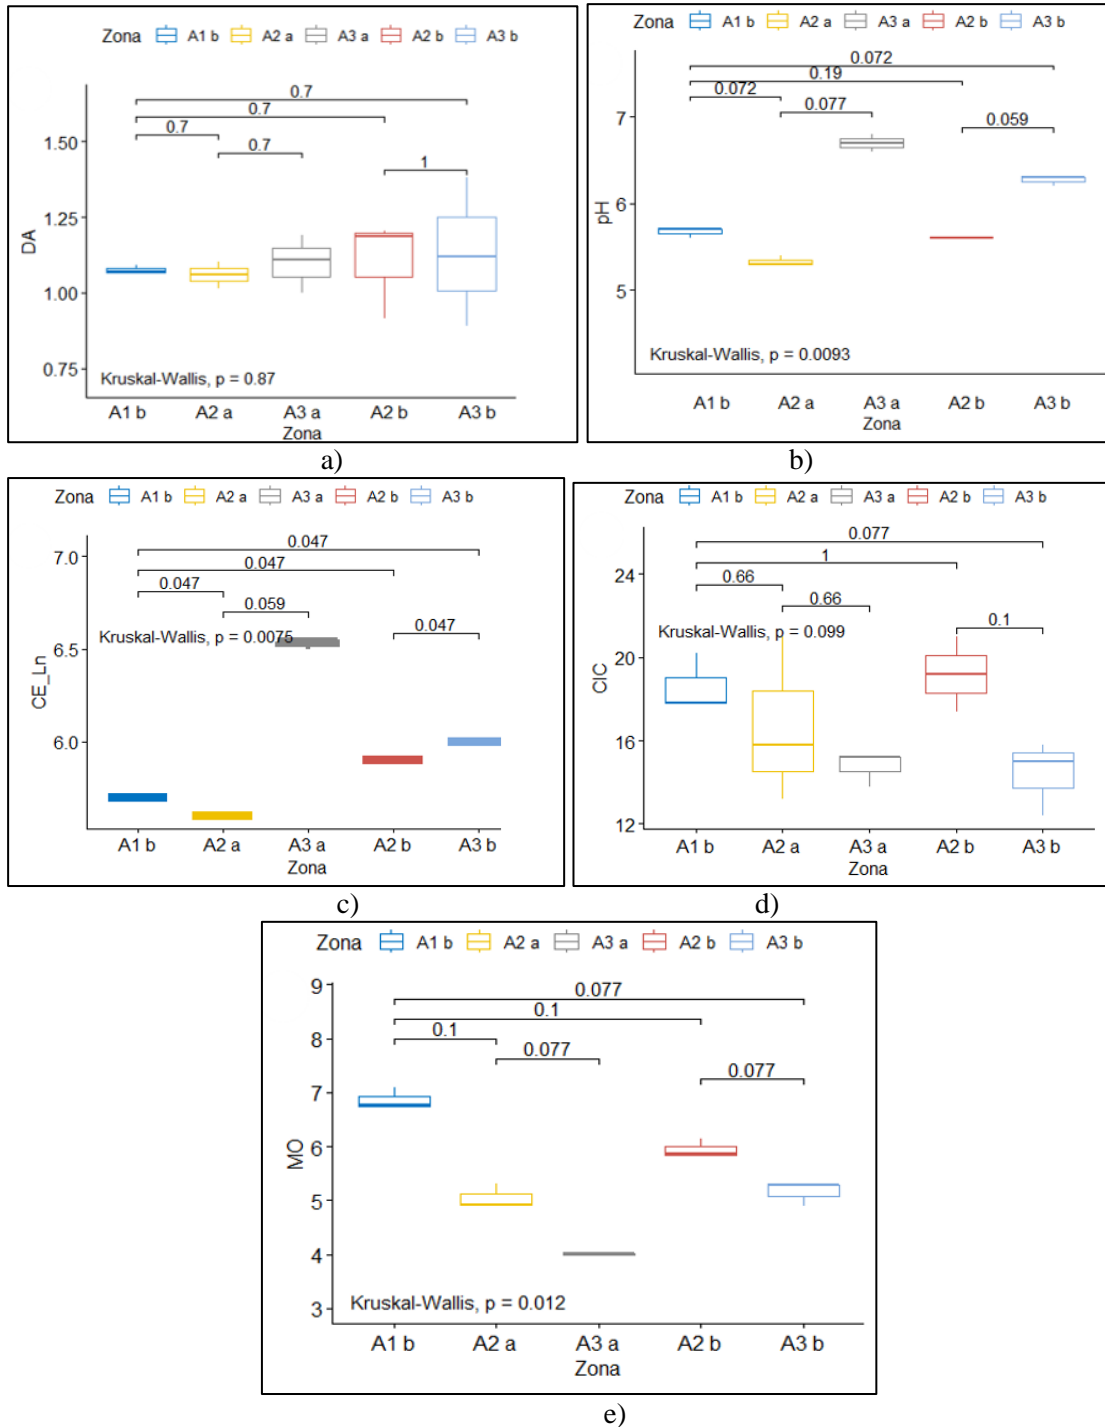 Zona A1 b A2 a A3 a A2 b A3 b
0.7
0.7
0.7
0.7
1
1.50
1.25
1.00
0.75
DA
Kruskal-Wallis, p = 0.87
A1 b A2 a A3 a A2 b A3 b
Zona
a)
Zona A1 b A2 a A3 a A2 b A3 b
0.072
0.19
0.072
0.077
0.059
7
6
5
pH
Kruskal-Wallis, p = 0.0093
A1 b A2 a A3 a A2 b A3 b
Zona
b)
Zona A1 b A2 a A3 a A2 b A3 b
0.047
0.047
0.047
0.059
0.047
7.0
6.5
6.0
CE_Ln
Kruskal-Wallis, p = 0.0075
A1 b A2 a A3 a A2 b A3 b
Zona
c)
Zona A1 b A2 a A3 a A2 b A3 b
0.077
1
0.66
0.66
0.1
24
20
16
12
CIC
Kruskal-Wallis, p = 0.099
A1 b A2 a A3 a A2 b A3 b
Zona
d)
Zona A1 b A2 a A3 a A2 b A3 b
0.077
0.1
0.1
0.077
0.077
9
8
7
6
5
4
3
MO
Kruskal-Wallis, p = 0.012
A1 b A2 a A3 a A2 b A3 b
Zona
e)